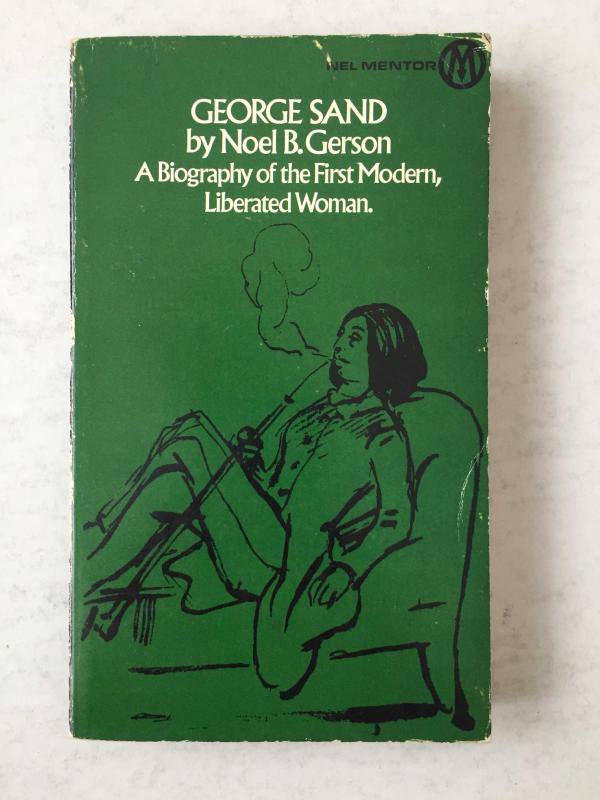 NEL MENTOR M
GEORGE SAND
by Noel B. Gerson
A Biography of the First Modern,
Liberated Woman.